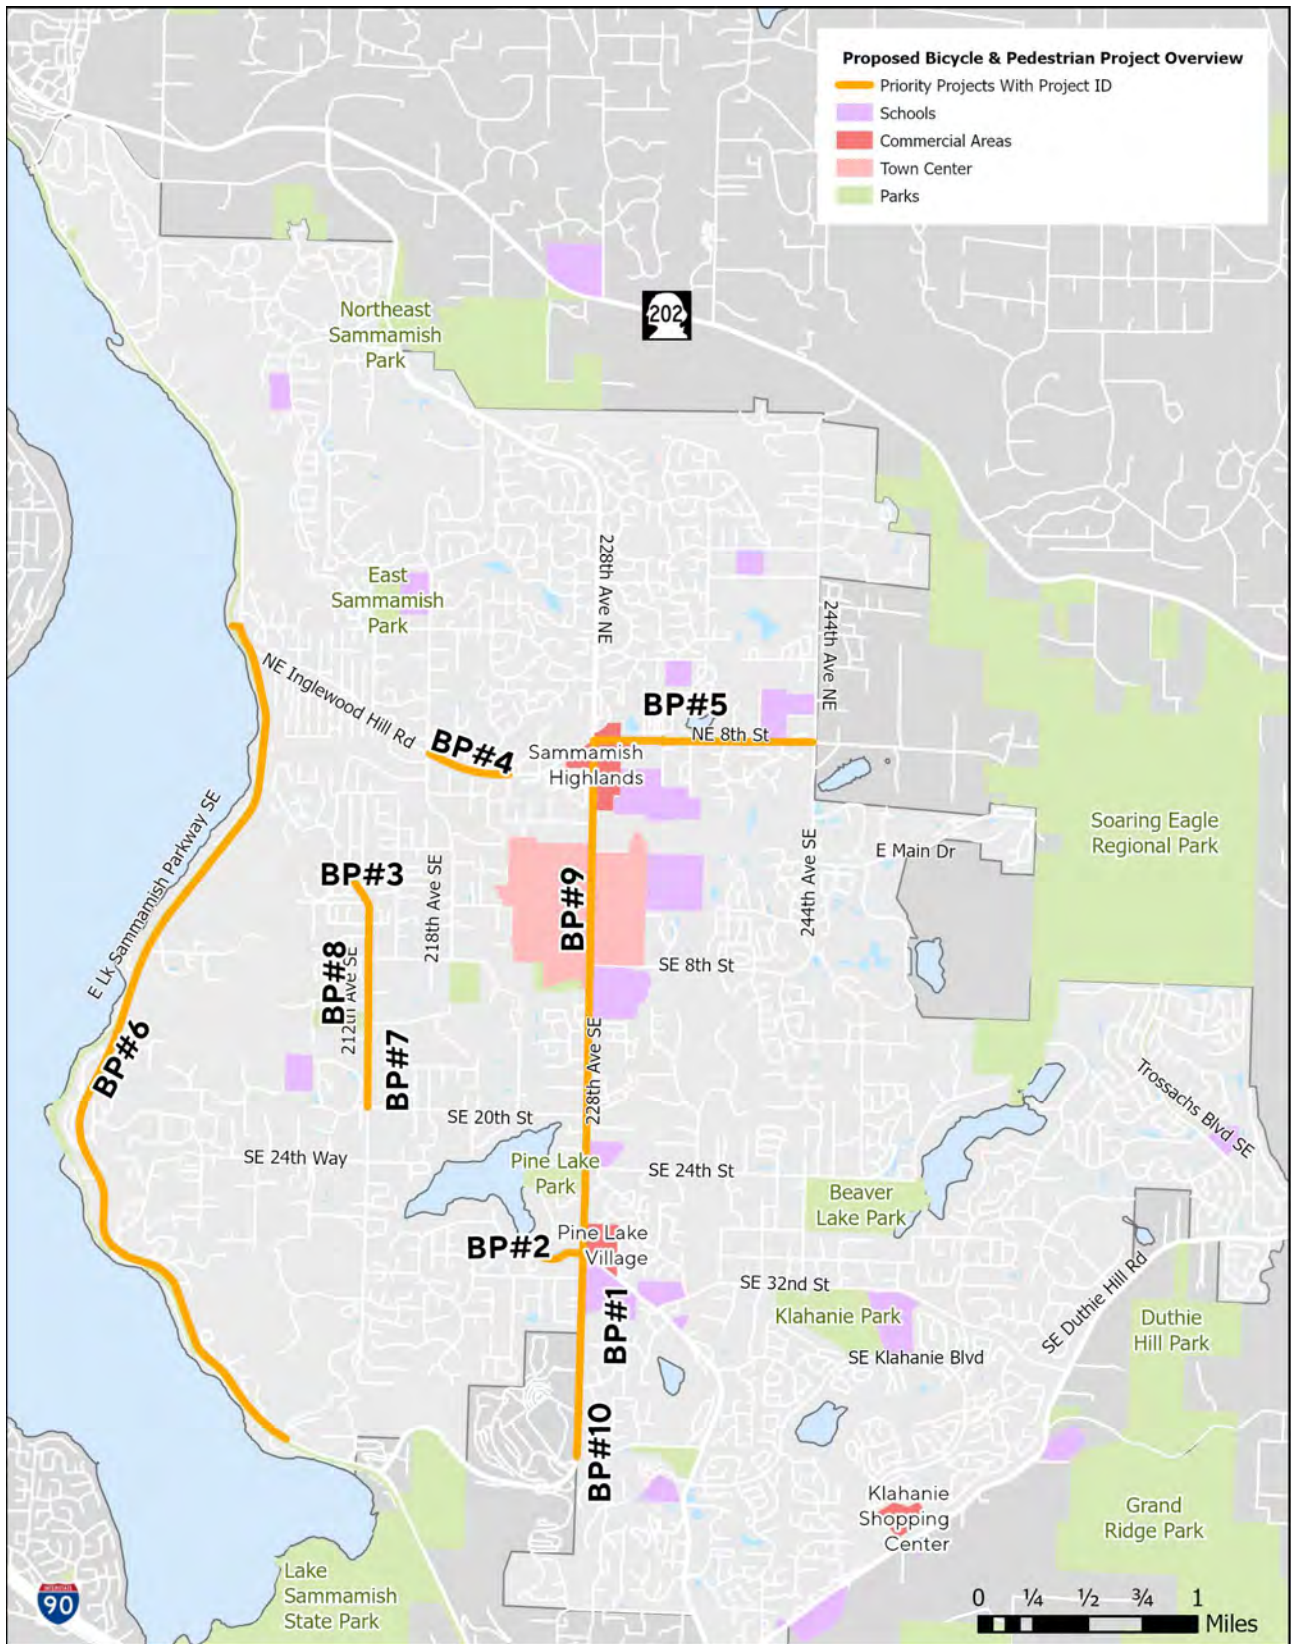 Proposed Bicycle & Pedestrian Project Overview
Priority Projects With Project ID
Schools
Commercial Areas
Town Center
Parks
Northeast
Sammamish
Park
202
228th Ave NE
East
Sammamish
Park
244th Ave NE
NE Inglewood Hill Rd
BP#5
NE 8th St
BP#4
Sammamish
Highlands
E Lk Sammamish Parkway SE
Soaring Eagle
Regional Park
E Main Dr
244th Ave SE
BP#3
218th Ave SE
BP#9
BP#8
212th Ave SE
SE 8th St
BP#6
BP#7
228th Ave SE
Trossachs Blvd SE
SE 20th St
SE 24th Way
Pine Lake
Park
SE 24th St
Beaver
Lake Park
Pine Lake
Village
BP#2
SE 32nd St
BP#1
Klahanie Park
SE Duthie Hill Rd
Duthie
Hill Park
SE Klahanie Blvd
BP#10
Klahanie
Shopping
Center
Grand
Ridge Park
Lake
Sammamish
State Park
INTERSTATE
90
0 ¼ ½ ¾ 1
Miles